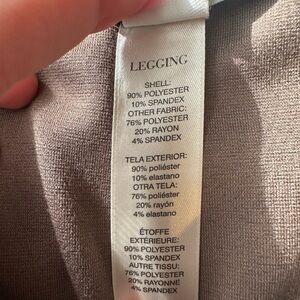 LEGGING
SHELL:
90% POLYESTER
10% SPANDEX
OTHER FABRIC:
76% POLYESTER
20% RAYON
4% SPANDEX
TELA EXTERIOR:
90% poliéster
10% elastano
OTRA TELA:
76% poliéster
20% rayón
4% elastano
ÉTOFFE
EXTÉRIEURE:
90% POLYESTER
10% SPANDEX
AUTRE TISSU:
76% POLYESTER
20% RAYONNE
4% SPANDEX